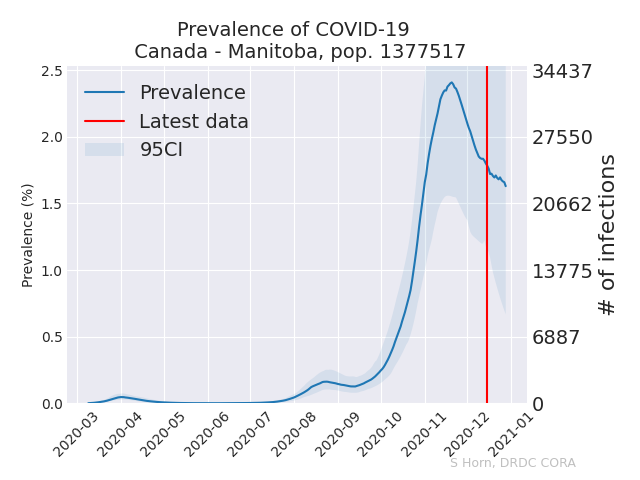 Prevalence of COVID-19
Canada - Manitoba, pop. 1377517
Prevalence
Latest data
95CI
Prevalence (%)
2.5
2.0
1.5
1.0
0.5
0.0
34437
27550
20662
13775
6887
0
# of infections
2020-03
2020-04
2020-05
2020-06
2020-07
2020-08
2020-09
2020-10
2020-11
2020-12
2021-01
S Horn, DRDC CORA